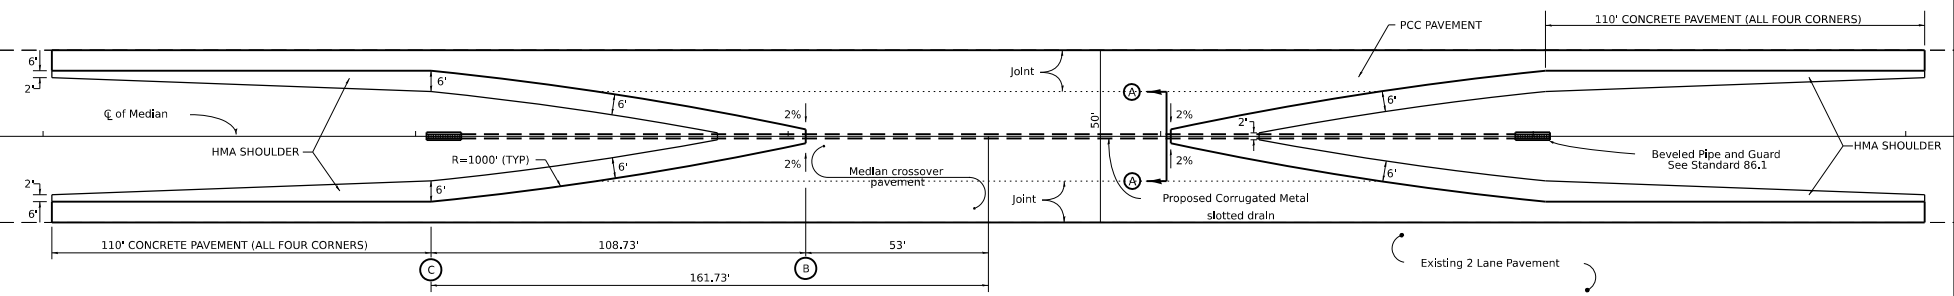 110' CONCRETE PAVEMENT (ALL FOUR CORNERS)
PCC PAVEMENT
6'
2'
6'
Joint
A
6'
6'
2%
2%
50'
2'
℄ of Median
HMA SHOULDER
R=1000' (TYP)
2%
2%
HMA SHOULDER
Beveled Pipe and Guard
See Standard 86.1
Median crossover
pavement
6'
6'
2'
6'
6'
A
Joint
Proposed Corrugated Metal
slotted drain
110' CONCRETE PAVEMENT (ALL FOUR CORNERS)
108.73'
53'
C
B
161.73'
Existing 2 Lane Pavement